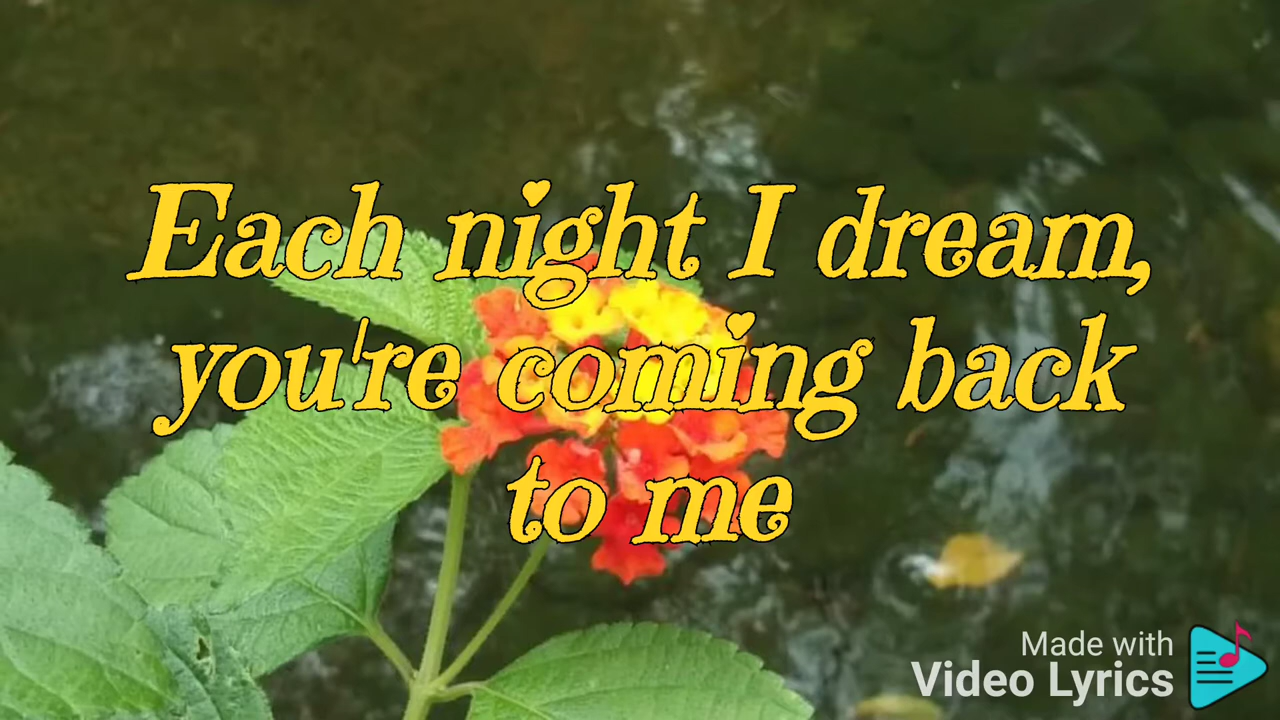 Each night I dream,
you're coming back
to me
Made with
Video Lyrics